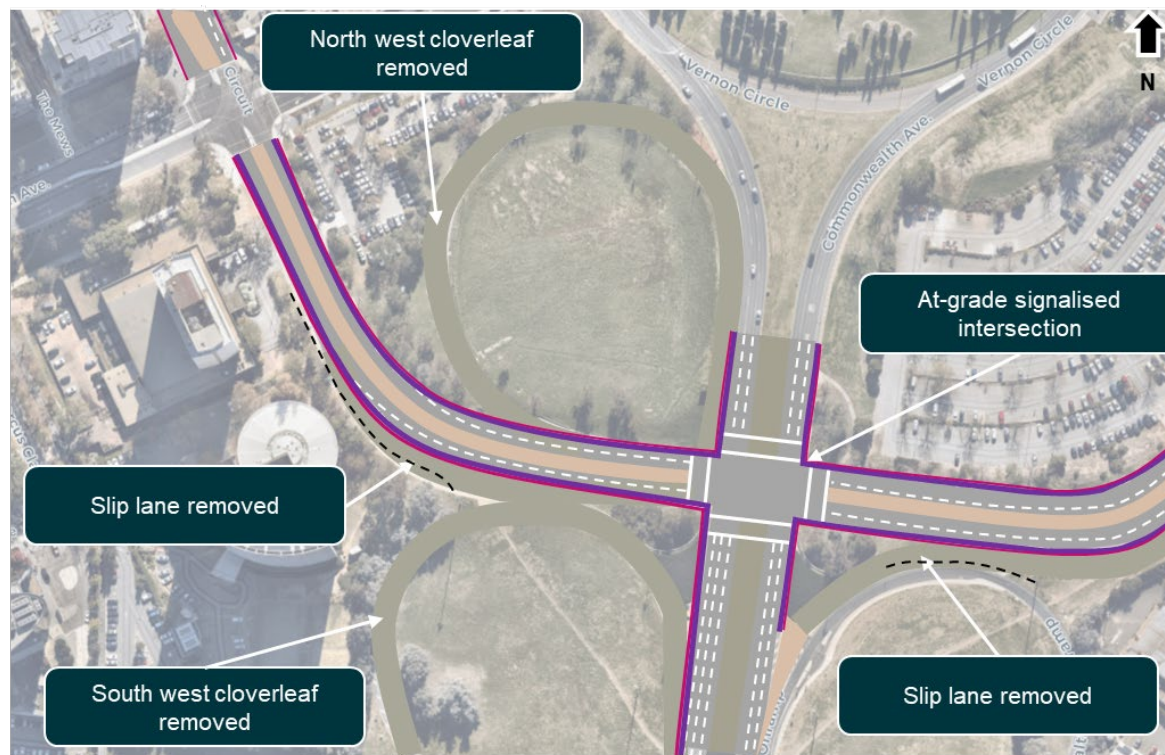 North west cloverleaf
removed
N
Vernon Circle
Vernon Circle
Circuit
The Mews
Ave.
Commonwealth Ave.
At-grade signalised
intersection
Slip lane removed
South west cloverleaf
removed
Slip lane removed